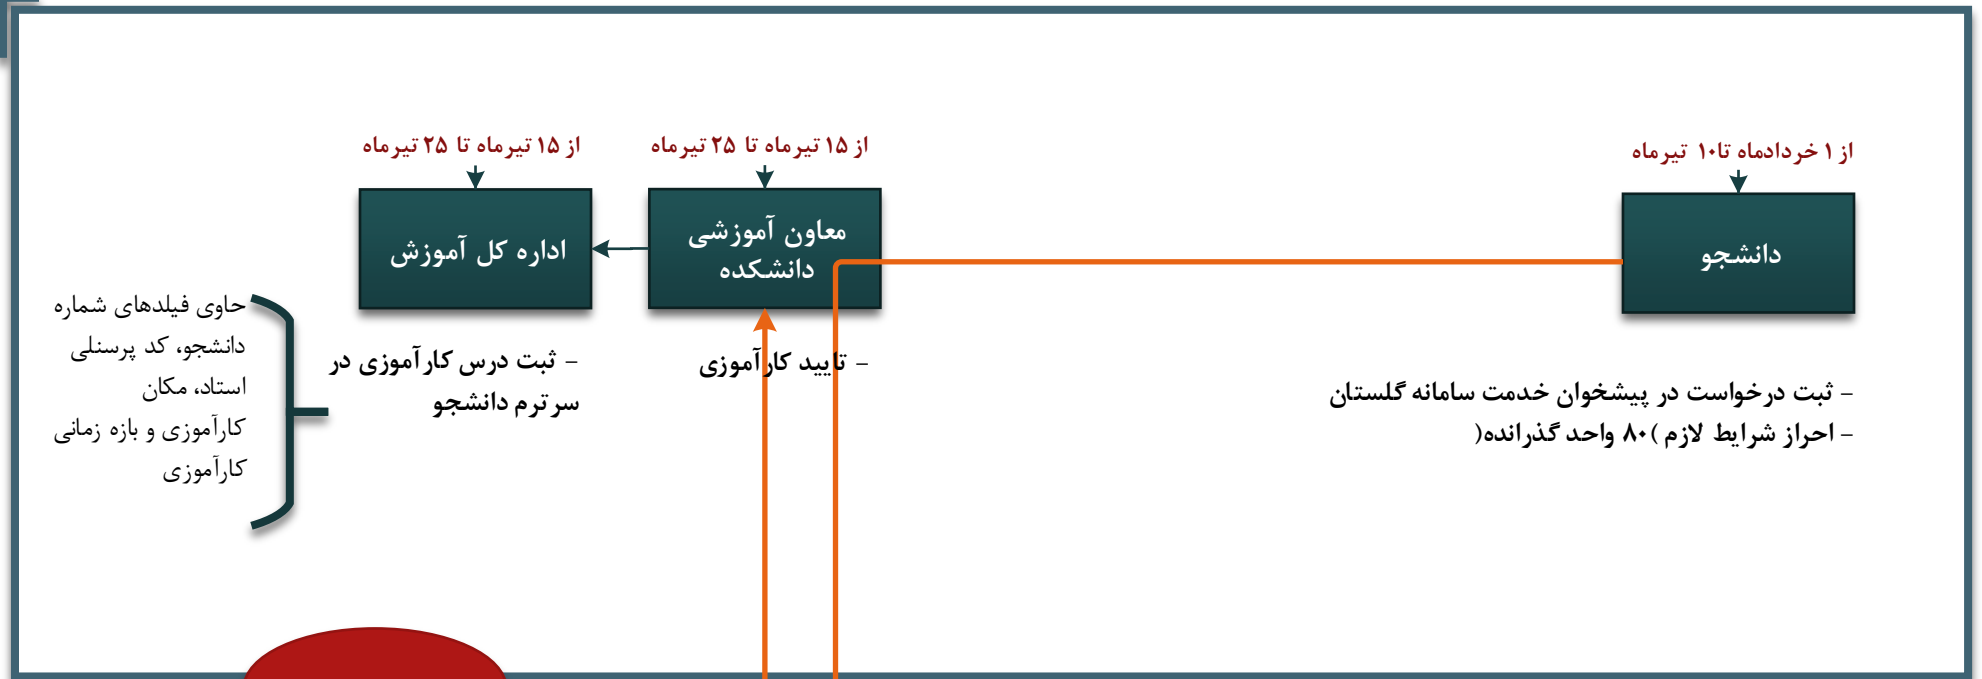 از ۱ خردادماه تا۱۰ تیرماه
دانشجو
- ثبت درخواست در پیشخوان خدمت سامانه گلستان
- احراز شرایط لازم )۸۰ واحد گذرانده(
از ۱۵ تیرماه تا ۲۵ تیرماه
معاون آموزشی
دانشکده
- تایید کارآموزی
از ۱۵ تیرماه تا ۲۵ تیرماه
اداره کل آموزش
- ثبت درس کارآموزی در
سرترم دانشجو
حاوی فیلدهای شماره
دانشجو، کد پرسنلی
استاد، مکان
کارآموزی و بازه زمانی
کارآموزی